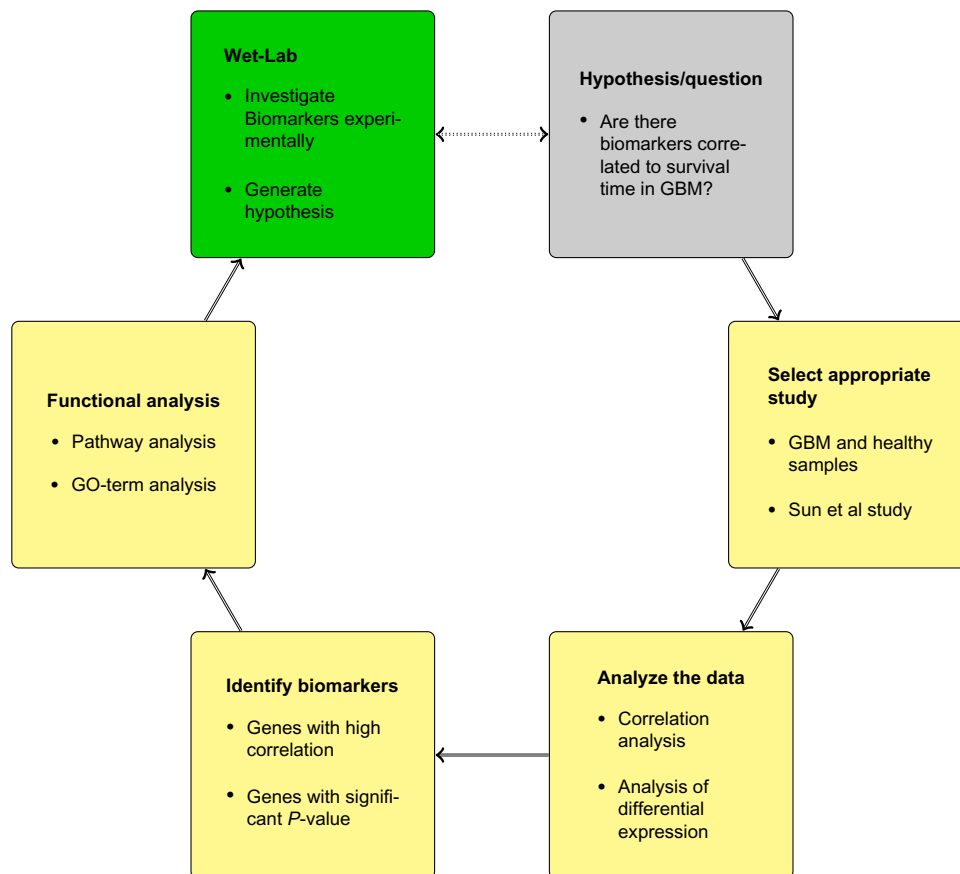 Wet-Lab
• Investigate
Biomarkers experi-
mentally
• Generate
hypothesis
Hypothesis/question
• Are there
biomarkers corre-
lated to survival
time in GBM?
Select appropriate
study
• GBM and healthy
samples
• Sun et al study
Analyze the data
• Correlation
analysis
• Analysis of
differential
expression
Identify biomarkers
• Genes with high
correlation
• Genes with signifi-
cant P-value
Functional analysis
• Pathway analysis
• GO-term analysis